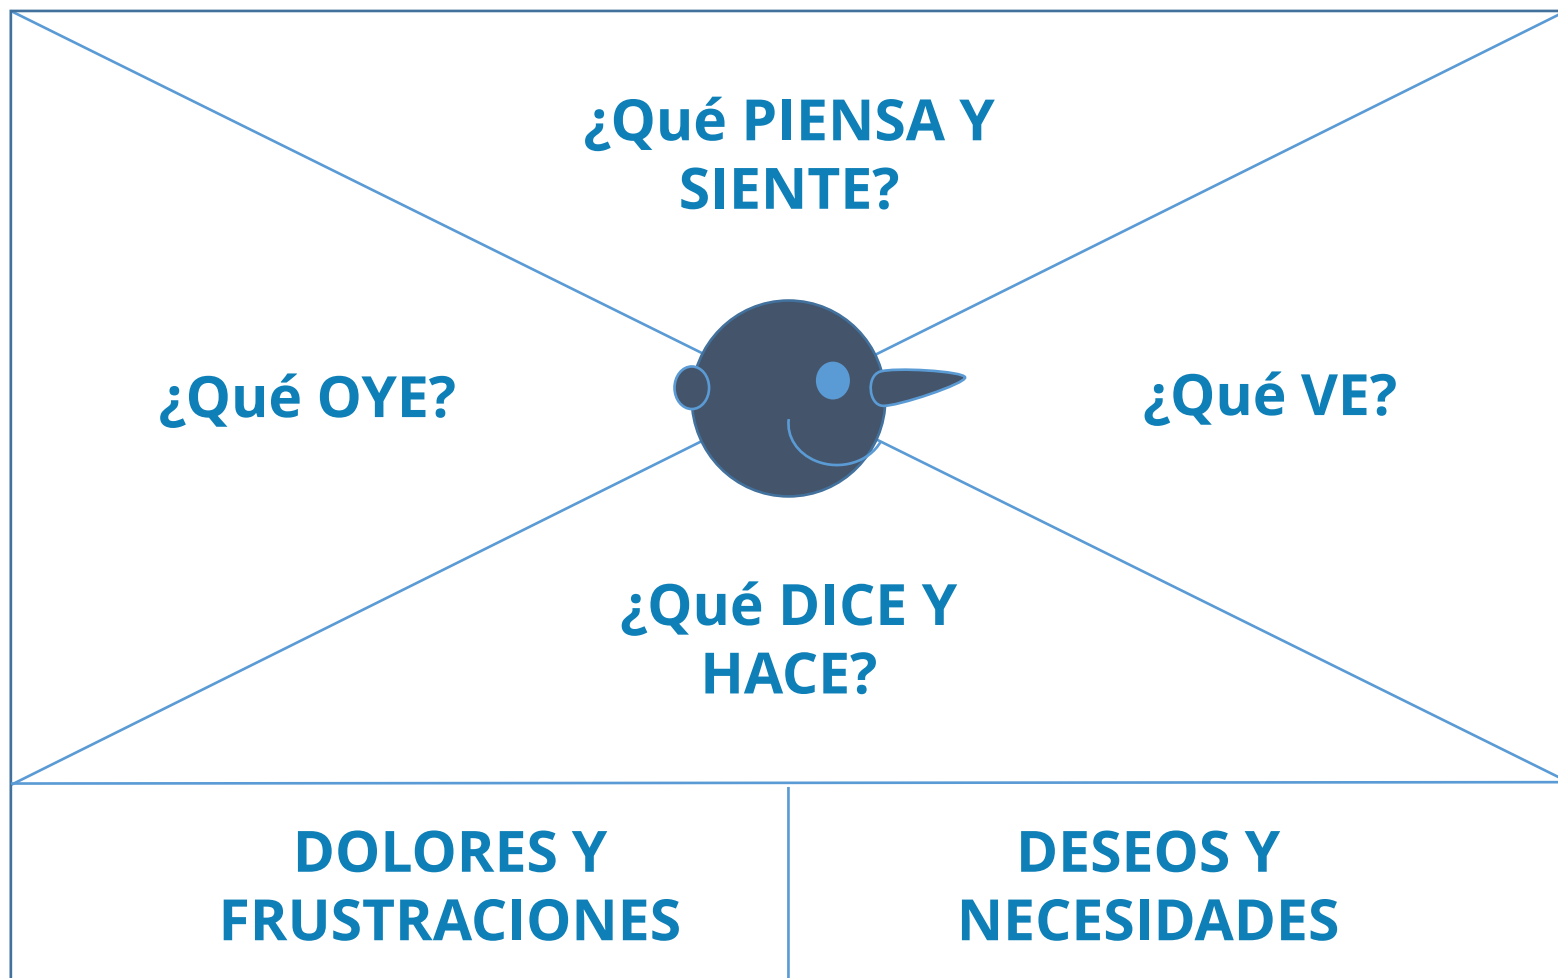 ¿Qué PIENSA Y
SIENTE?
¿Qué OYE?
¿Qué VE?
¿Qué DICE Y
HACE?
DOLORES Y
FRUSTRACIONES
DESEOS Y
NECESIDADES